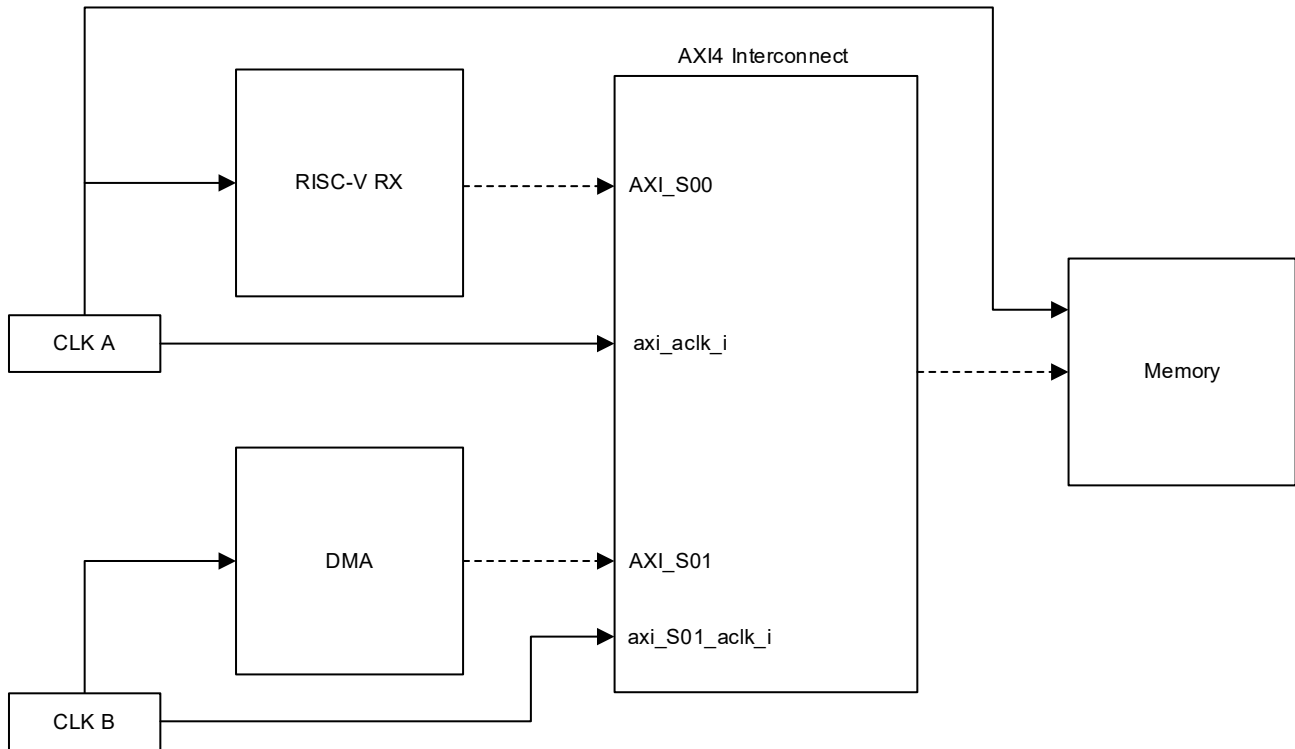 AXI4 Interconnect
RISC-V RX
AXI_S00
CLK A
axi_aclk_i
Memory
DMA
AXI_S01
axi_S01_aclk_i
CLK B